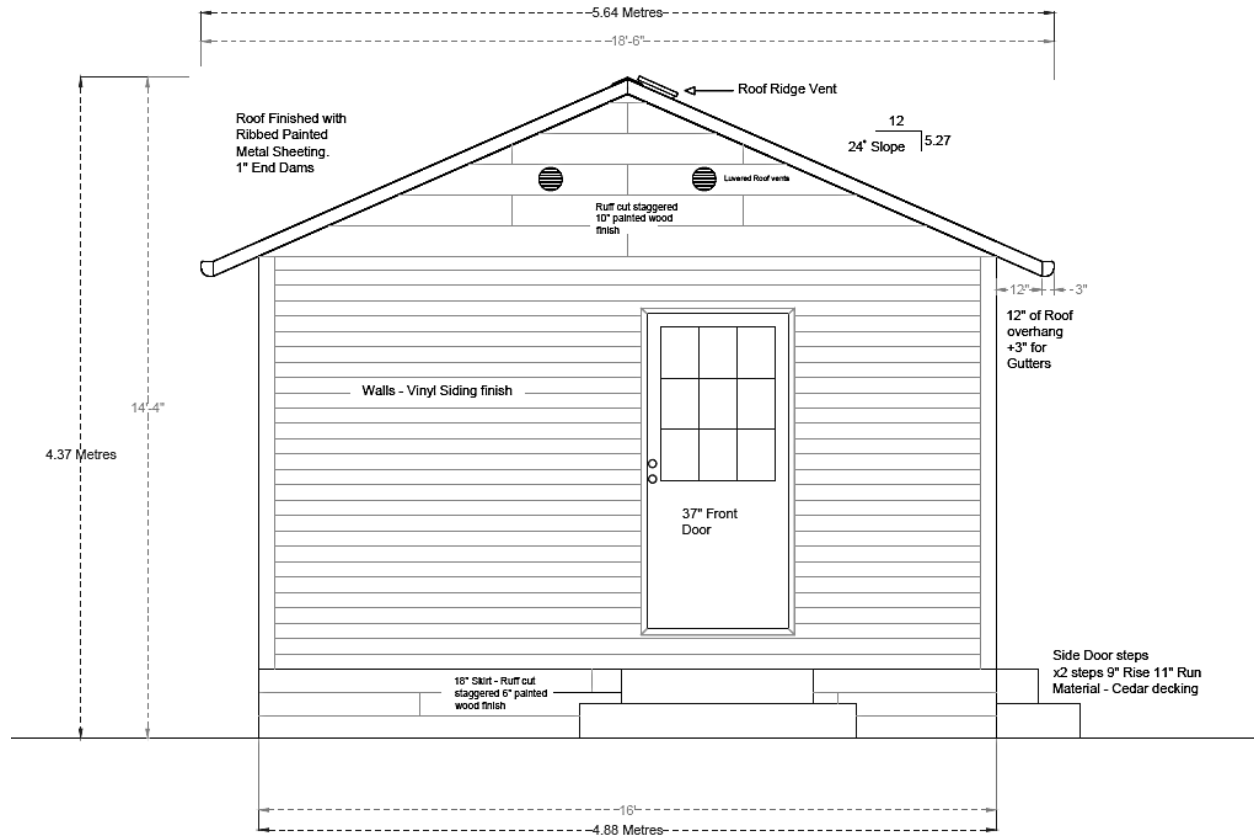 5.64 Metres
18'-6"
Roof Ridge Vent
Roof Finished with
Ribbed Painted
Metal Sheeting.
1" End Dams
12
24° Slope
5.27
Luvered Roof vents
Ruff cut staggered
10" painted wood
finish
12"
3"
12" of Roof
overhang
+3" for
Gutters
Walls - Vinyl Siding finish
14'-4"
4.37 Metres
37" Front
Door
Side Door steps
x2 steps 9" Rise 11" Run
Material - Cedar decking
18" Skirt - Ruff cut
staggered 6" painted
wood finish
16'
4.88 Metres